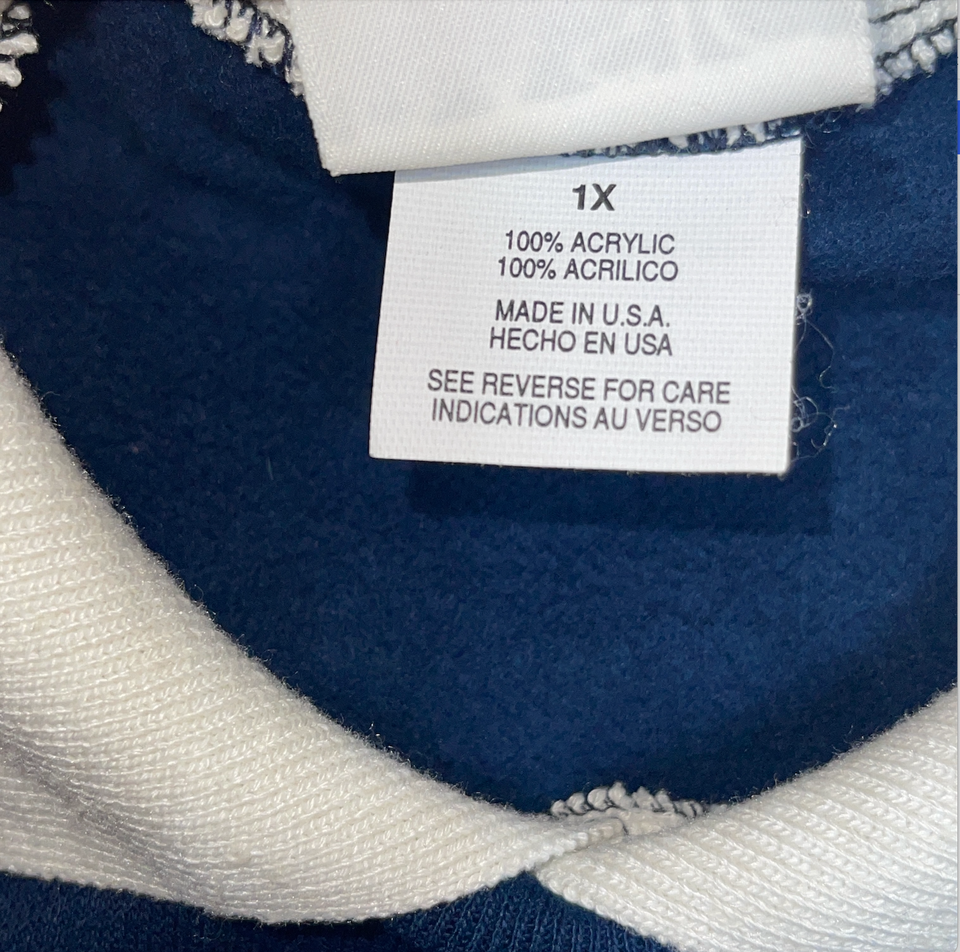 1X
100% ACRYLIC
100% ACRILICO
MADE IN U.S.A.
HECHO EN USA
SEE REVERSE FOR CARE
INDICATIONS AU VERSO